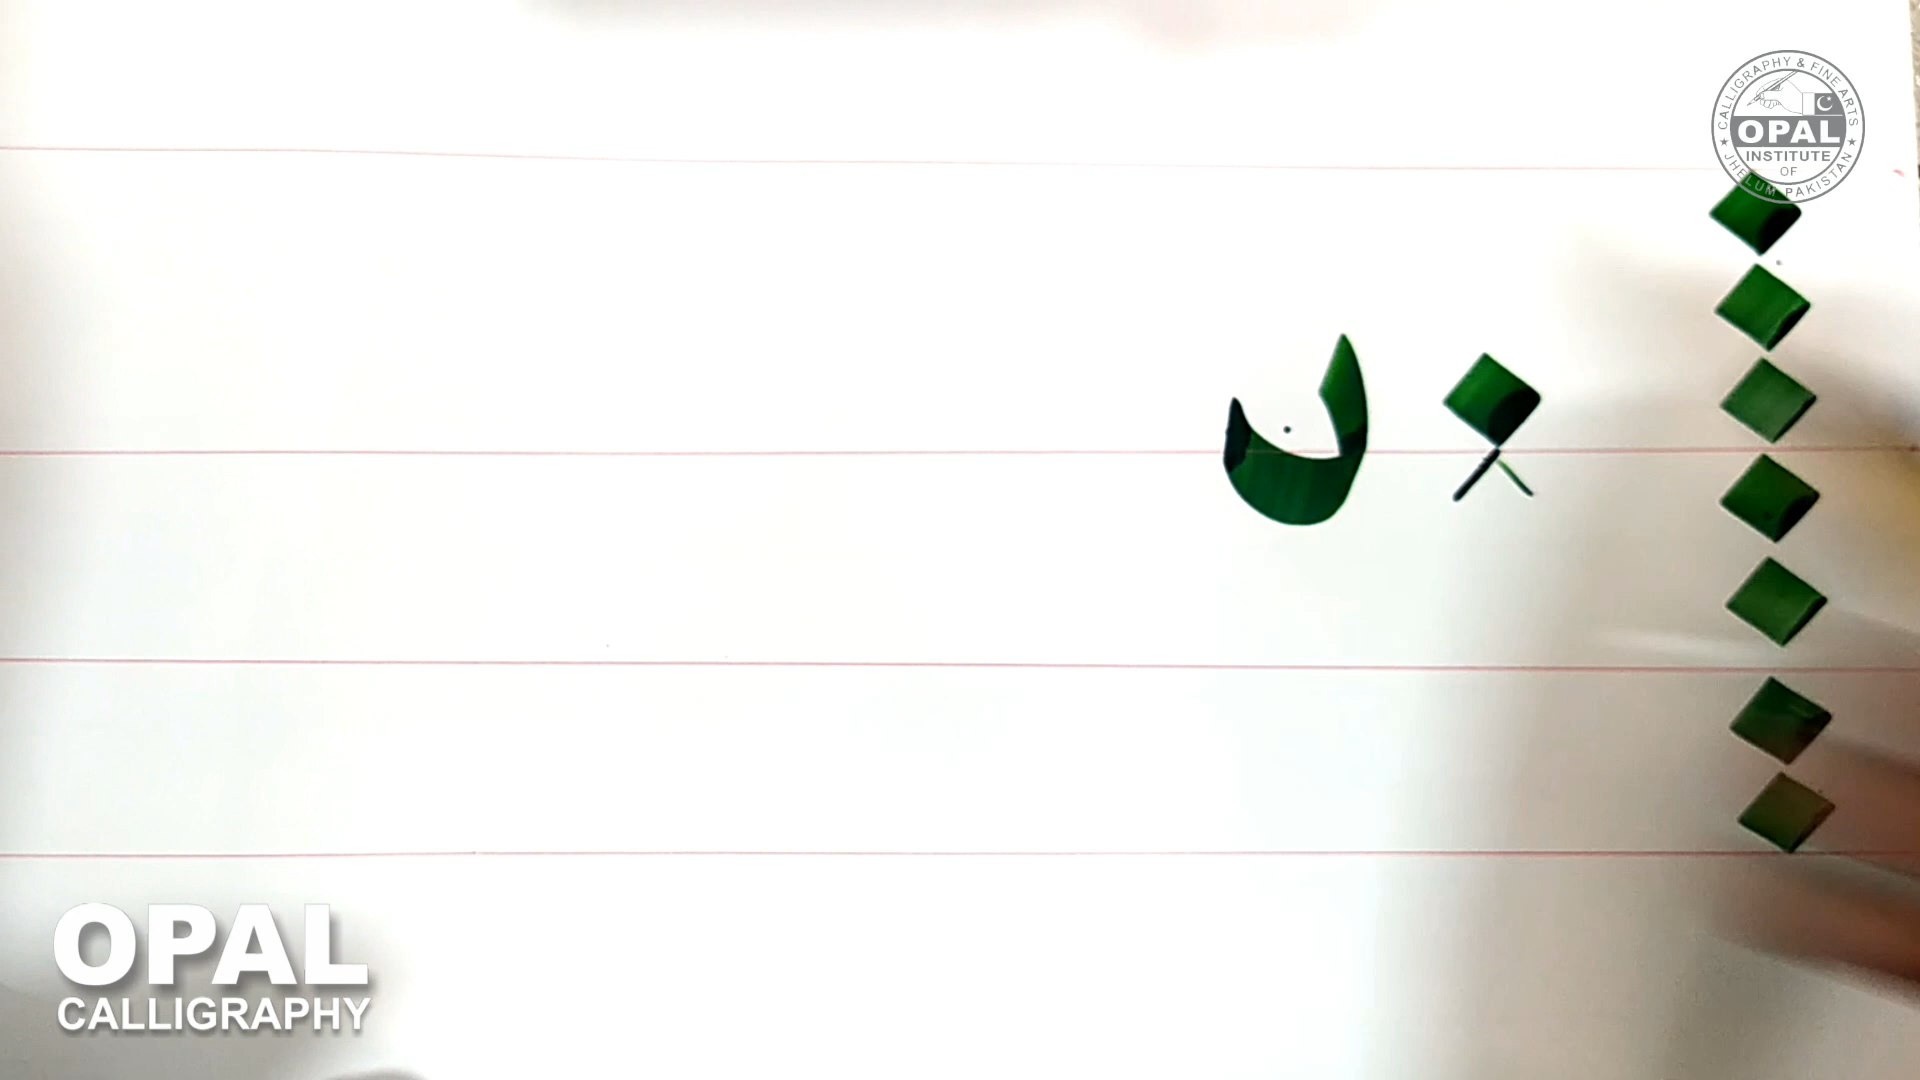 CALLIGRAPHY & FINE ARTS
OPAL
INSTITUTE
OF
JHELUM PAKISTAN
ن
OPAL
CALLIGRAPHY